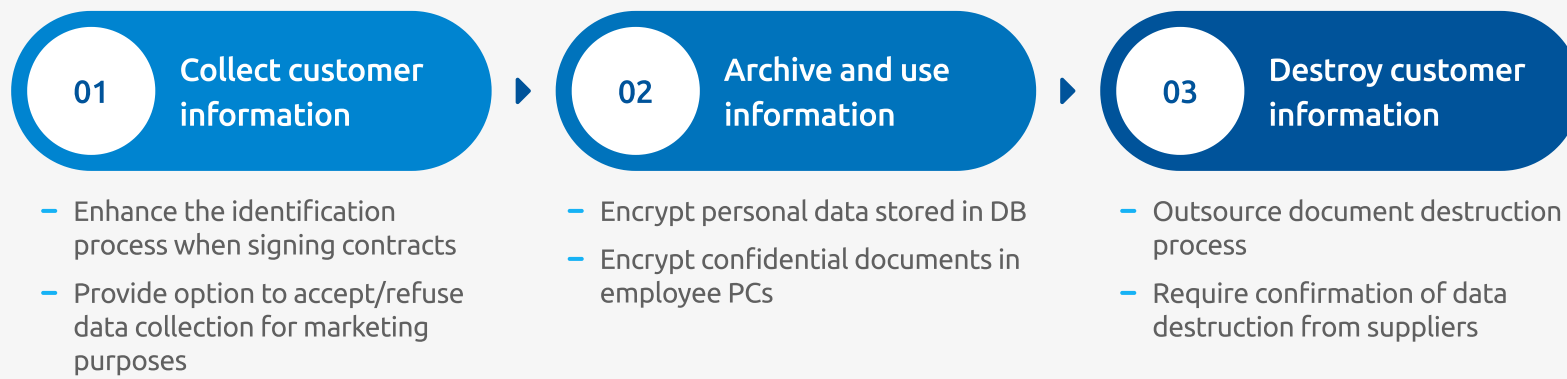 01
Collect customer
information
– Enhance the identification
process when signing contracts
– Provide option to accept/refuse
data collection for marketing
purposes
02
Archive and use
information
– Encrypt personal data stored in DB
– Encrypt confidential documents in
employee PCs
03
Destroy customer
information
– Outsource document destruction
process
– Require confirmation of data
destruction from suppliers